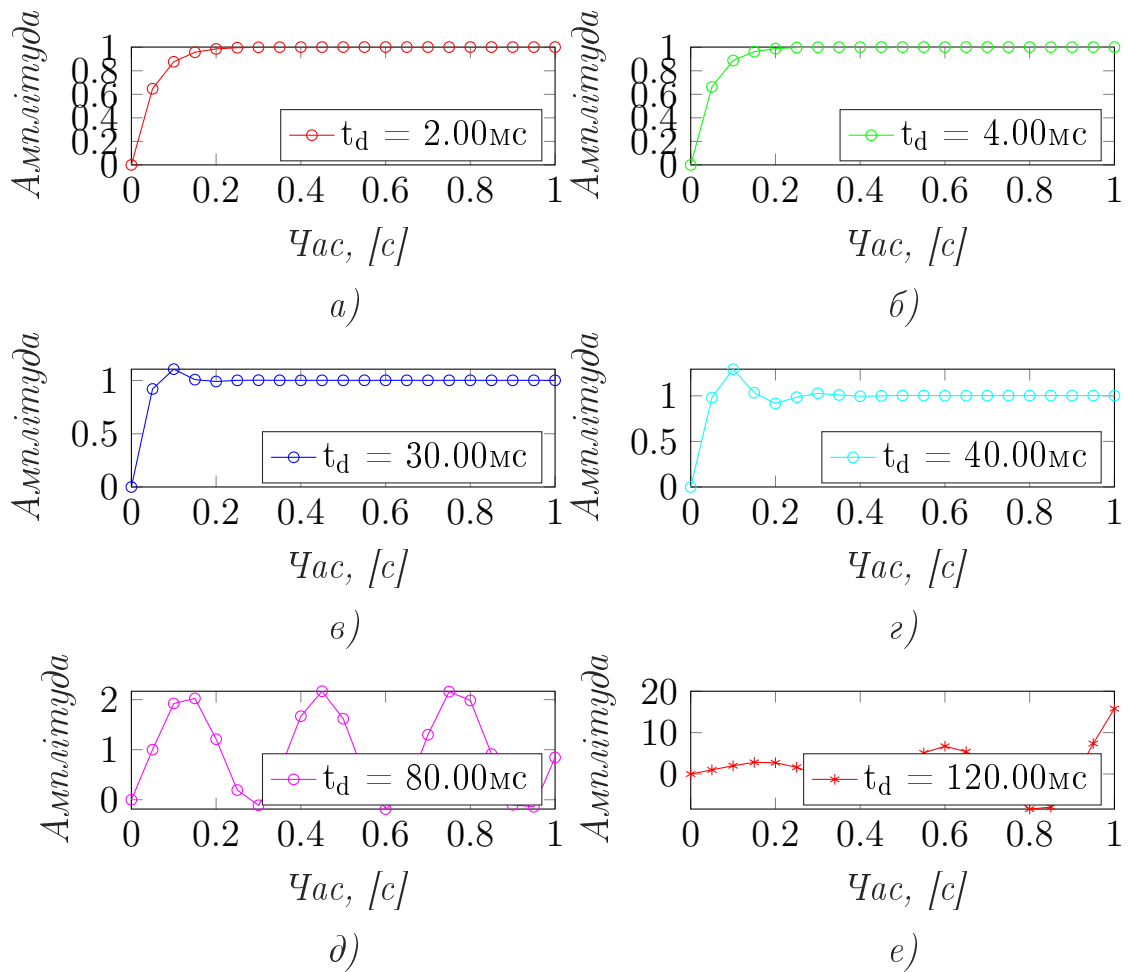 Амплітуда
1
0.8
0.6
0.4
0.2
0
t_d = 2.00мс
0 0.2 0.4 0.6 0.8 1
Час, [с]
а)
Амплітуда
1
0.8
0.6
0.4
0.2
0
t_d = 4.00мс
0 0.2 0.4 0.6 0.8 1
Час, [с]
б)
Амплітуда
1
0.5
0
t_d = 30.00мс
0 0.2 0.4 0.6 0.8 1
Час, [с]
в)
Амплітуда
1
0.5
0
t_d = 40.00мс
0 0.2 0.4 0.6 0.8 1
Час, [с]
г)
Амплітуда
2
1
0
t_d = 80.00мс
0 0.2 0.4 0.6 0.8 1
Час, [с]
д)
Амплітуда
20
10
0
t_d = 120.00мс
0 0.2 0.4 0.6 0.8 1
Час, [с]
е)